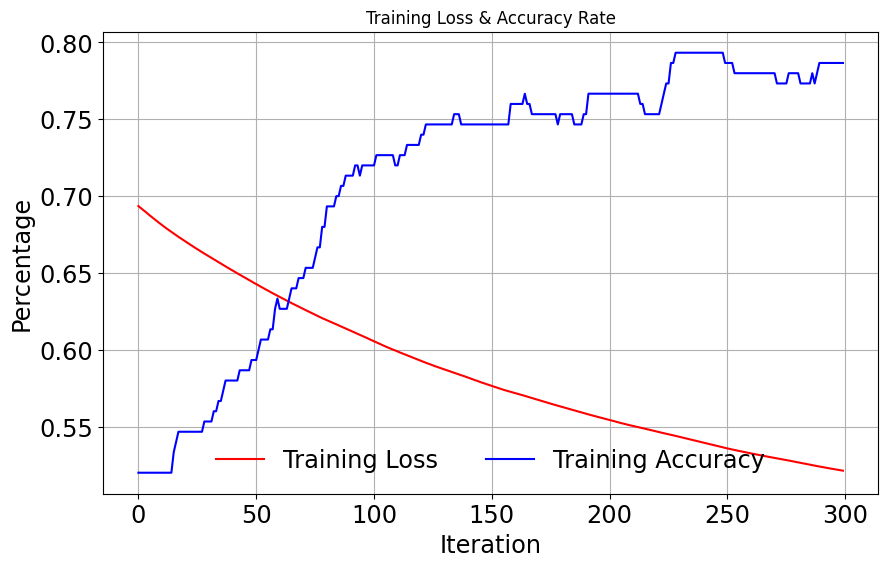 Training Loss & Accuracy Rate
0.80
0.75
0.70
0.65
0.60
0.55
Percentage
Training Loss Training Accuracy
0 50 100 150 200 250 300
Iteration